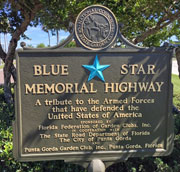 BLUE STAR
MEMORIAL HIGHWAY
A tribute to the Armed Forces
that have defended the
United States of America
SPONSORED BY
Florida Federation of Garden Clubs, Inc.
IN COOPERATION WITH
The State Road Department of Florida
The City of Punta Gorda
Punta Gorda Garden Club, Inc., Punta Gorda, Florida